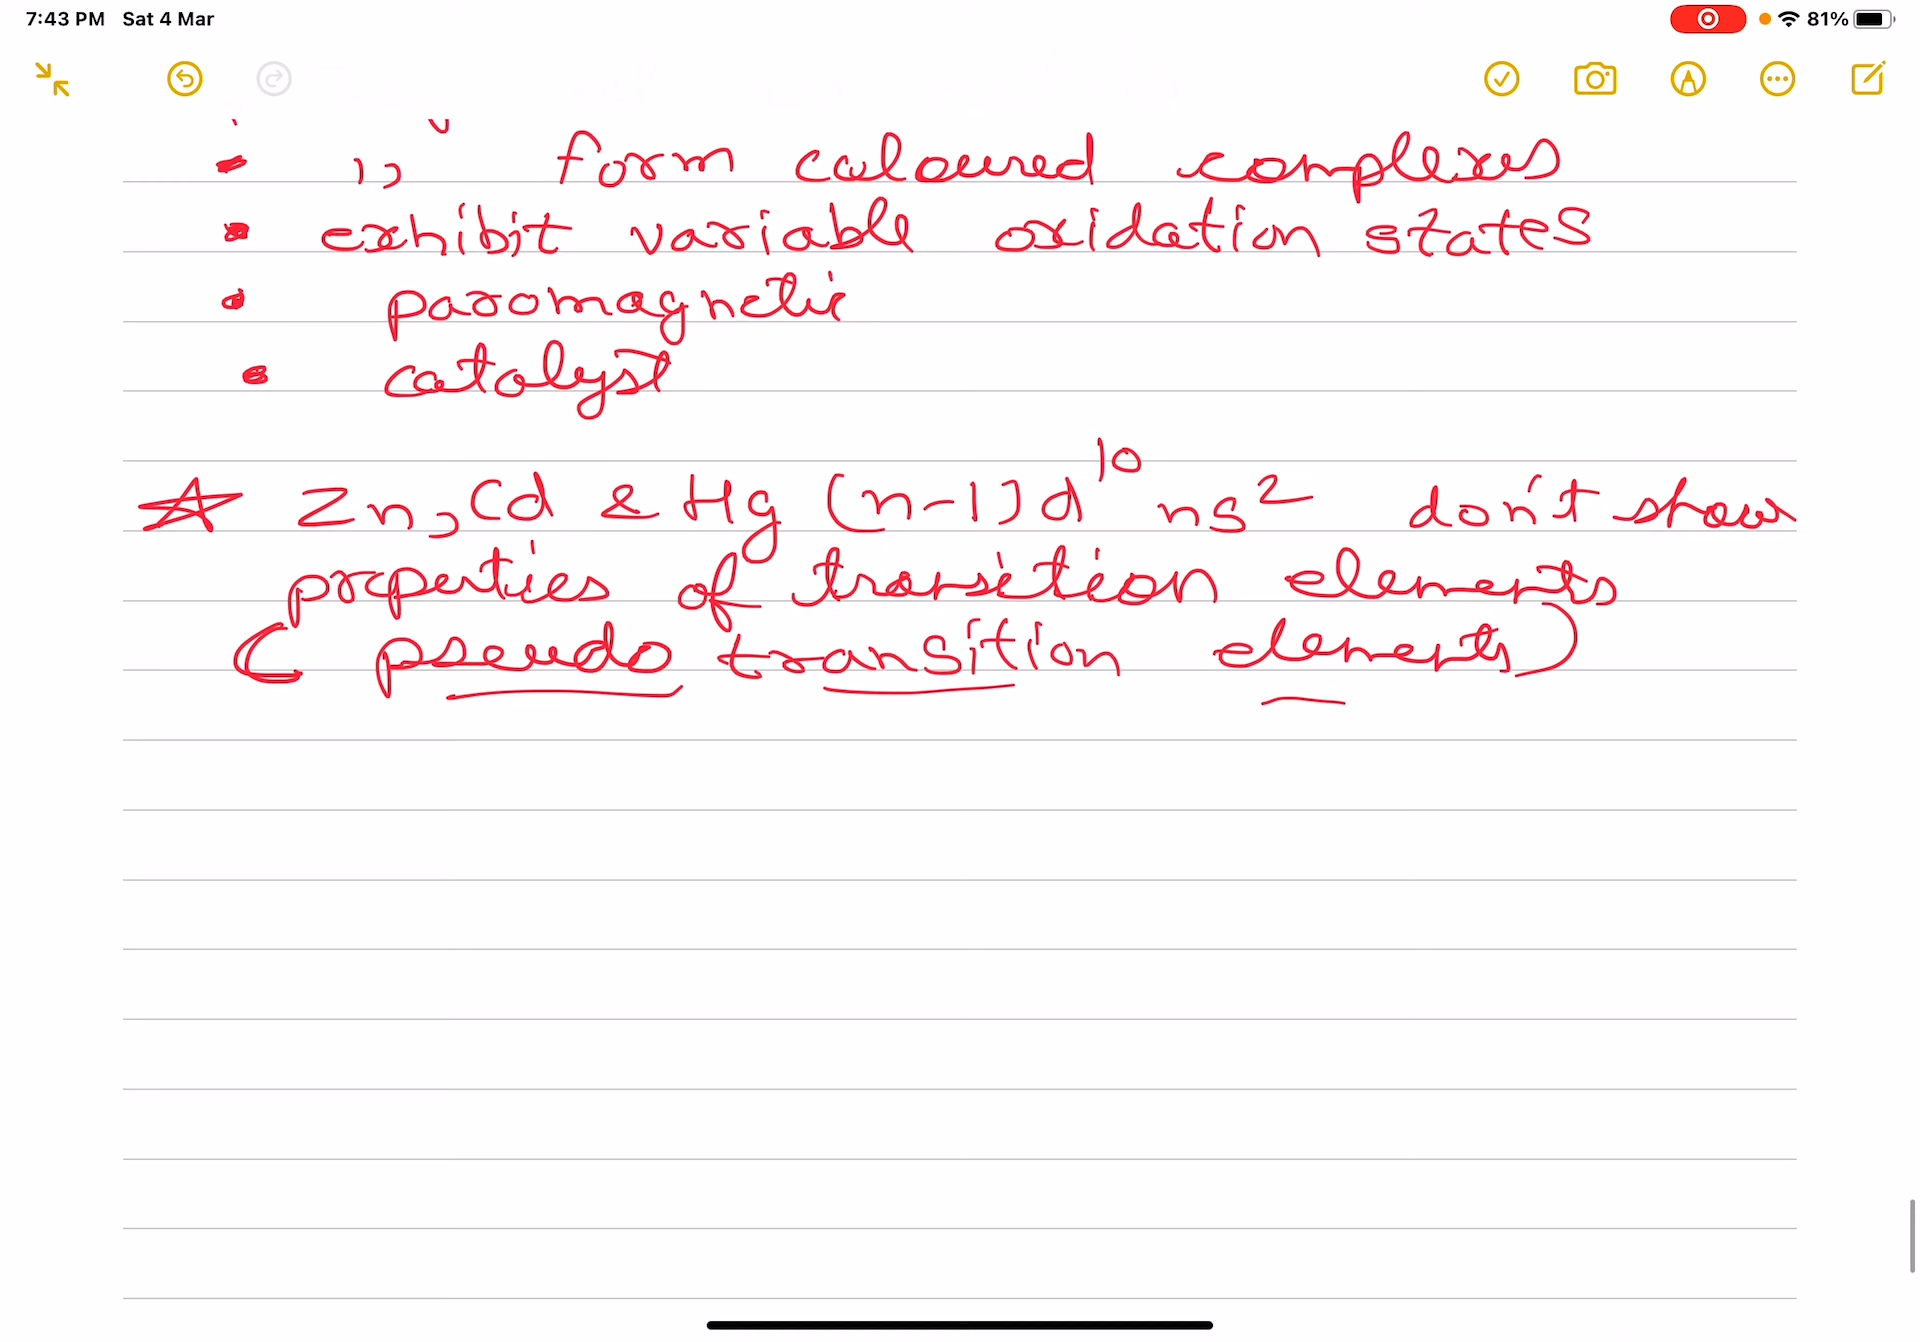 7:43 PM Sat 4 Mar 81%
• ,, form coloured complexes
• exhibit variable oxidation states
• paramagnetic
• catalyst
☆ Zn, Cd & Hg (n-1)d¹⁰ ns² don't show
properties of transition elements
(pseudo transition elements)